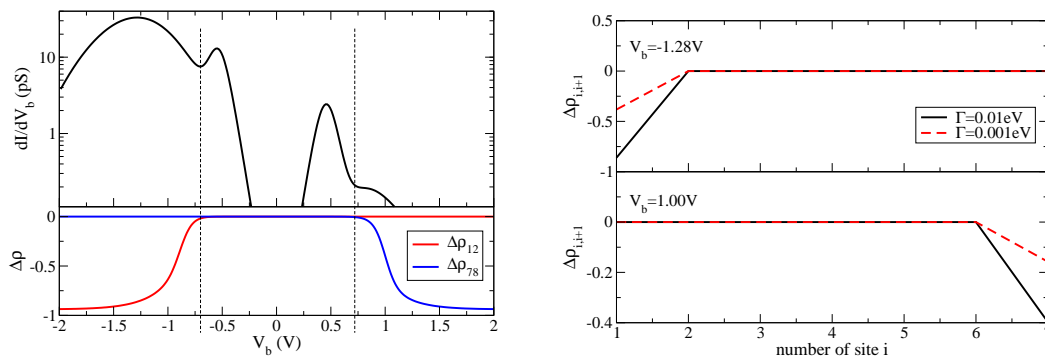 10
1
dI/dV_b (pS)
0
-0.5
-1
Δρ
Δρ_12
Δρ_78
-2 -1.5 -1 -0.5 0 0.5 1 1.5 2
V_b (V)
0.5
0
-0.5
-1
Δρ_i,i+1
V_b=-1.28V
Γ=0.01eV
Γ=0.001eV
0
-0.2
-0.4
Δρ_i,i+1
V_b=1.00V
1 2 3 4 5 6 7
number of site i